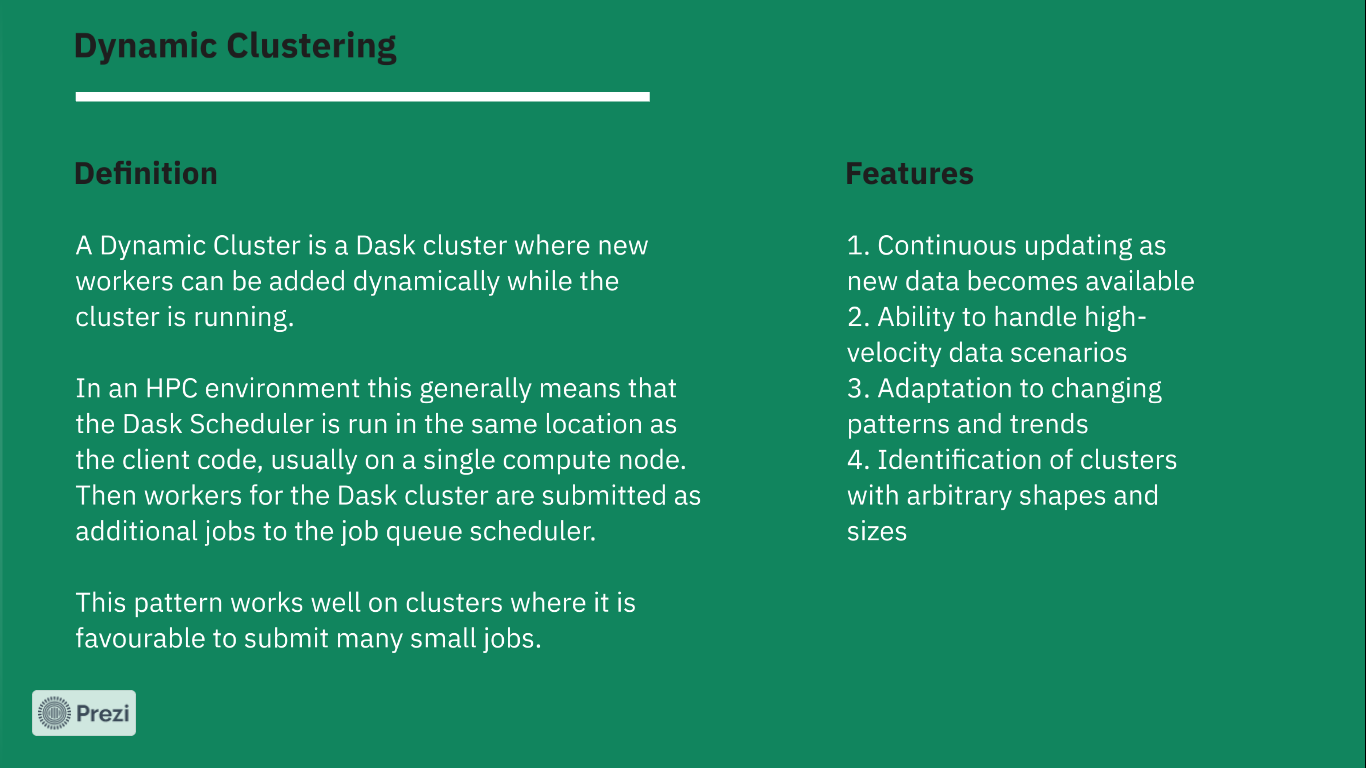 Dynamic Clustering
Definition
A Dynamic Cluster is a Dask cluster where new
workers can be added dynamically while the
cluster is running.
In an HPC environment this generally means that
the Dask Scheduler is run in the same location as
the client code, usually on a single compute node.
Then workers for the Dask cluster are submitted as
additional jobs to the job queue scheduler.
This pattern works well on clusters where it is
favourable to submit many small jobs.
Features
1. Continuous updating as
new data becomes available
2. Ability to handle high-
velocity data scenarios
3. Adaptation to changing
patterns and trends
4. Identification of clusters
with arbitrary shapes and
sizes
Prezi